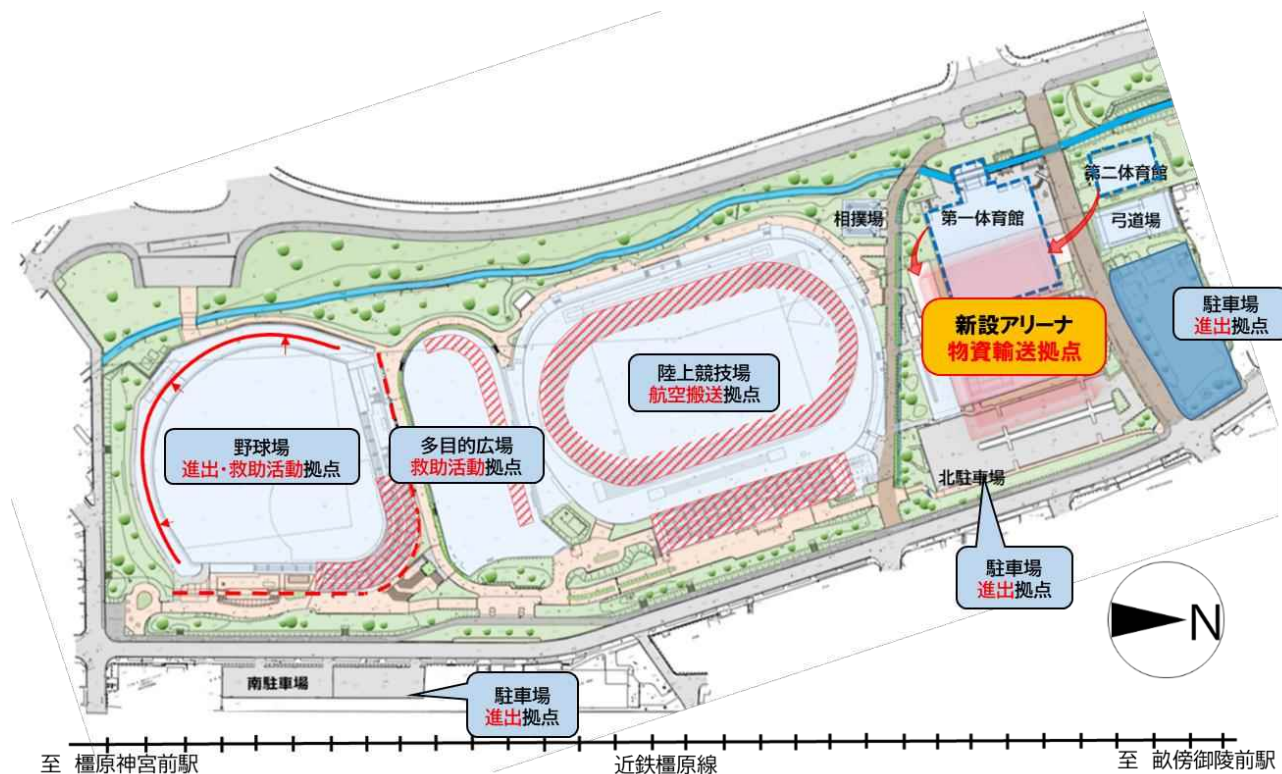 第二体育館
相撲場
第一体育館
弓道場
駐車場
進出拠点
新設アリーナ
物資輸送拠点
陸上競技場
航空搬送拠点
野球場
進出・救助活動拠点
多目的広場
救助活動拠点
北駐車場
駐車場
進出拠点
N
南駐車場
駐車場
進出拠点
至 橿原神宮前駅
近鉄橿原線
至 畝傍御陵前駅